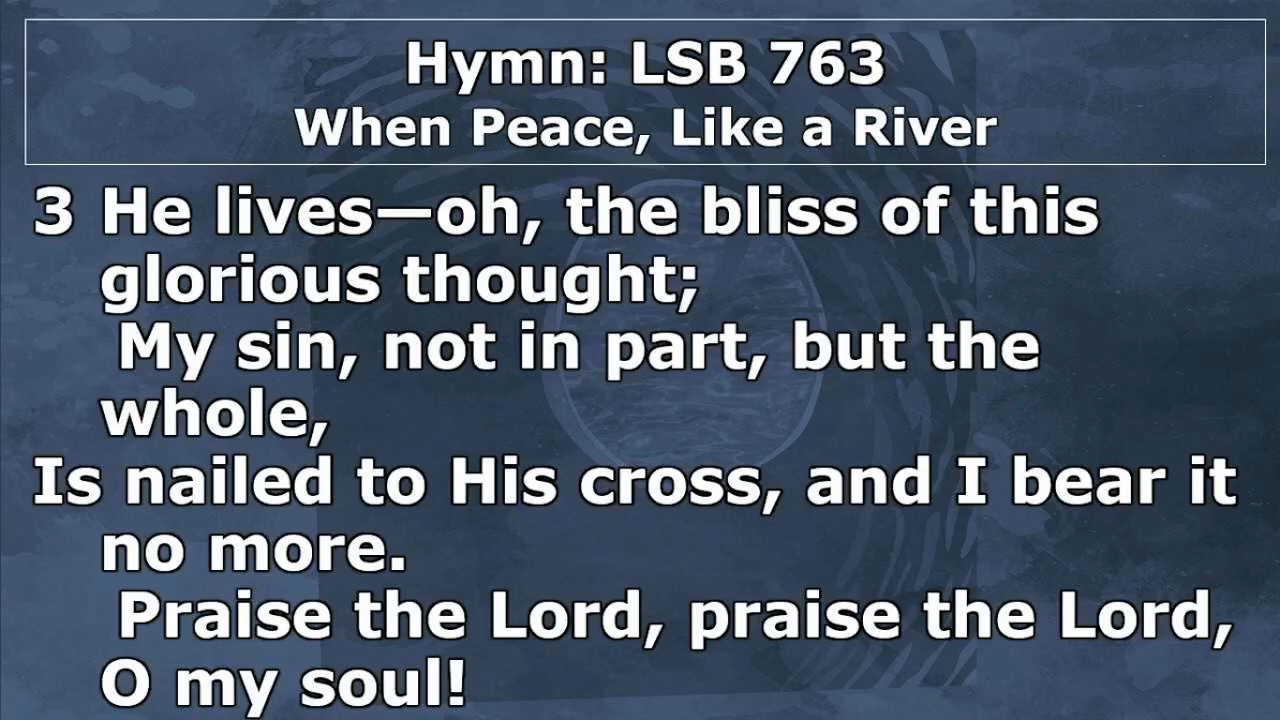 Hymn: LSB 763
When Peace, Like a River
3 He lives—oh, the bliss of this
glorious thought;
My sin, not in part, but the
whole,
Is nailed to His cross, and I bear it
no more.
Praise the Lord, praise the Lord,
O my soul!